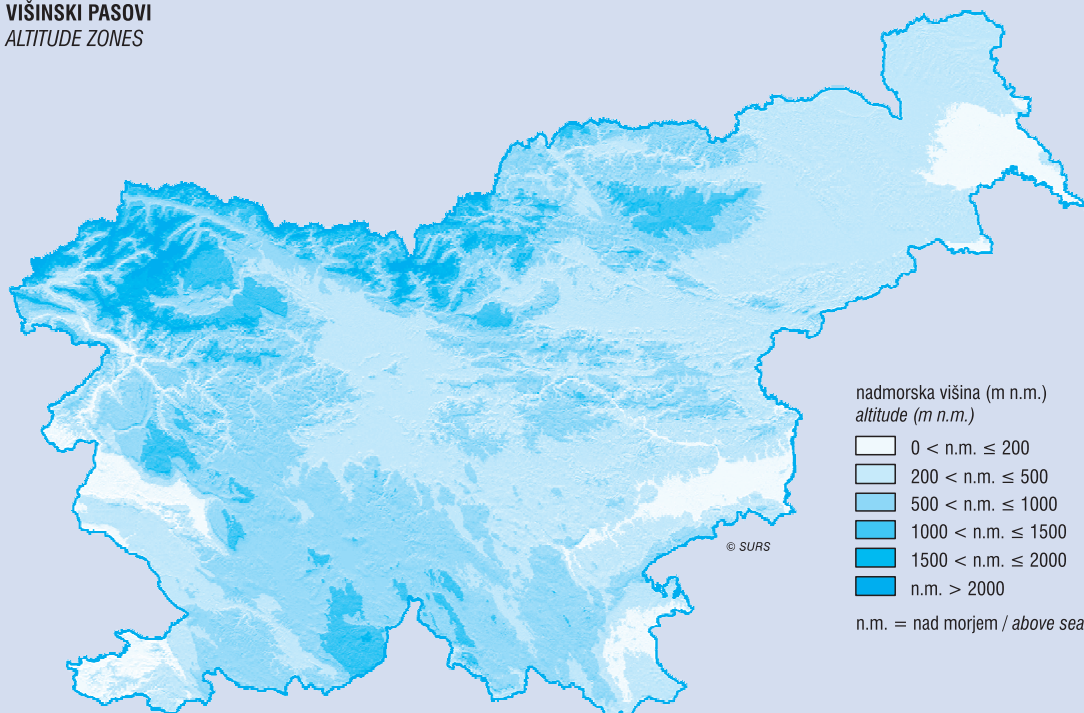 VIŠINSKI PASOVI
ALTITUDE ZONES
nadmorska višina (m n.m.)
altitude (m n.m.)
0 < n.m. ≤ 200
200 < n.m. ≤ 500
500 < n.m. ≤ 1000
1000 < n.m. ≤ 1500
1500 < n.m. ≤ 2000
n.m. > 2000
© SURS
n.m. = nad morjem / above sea